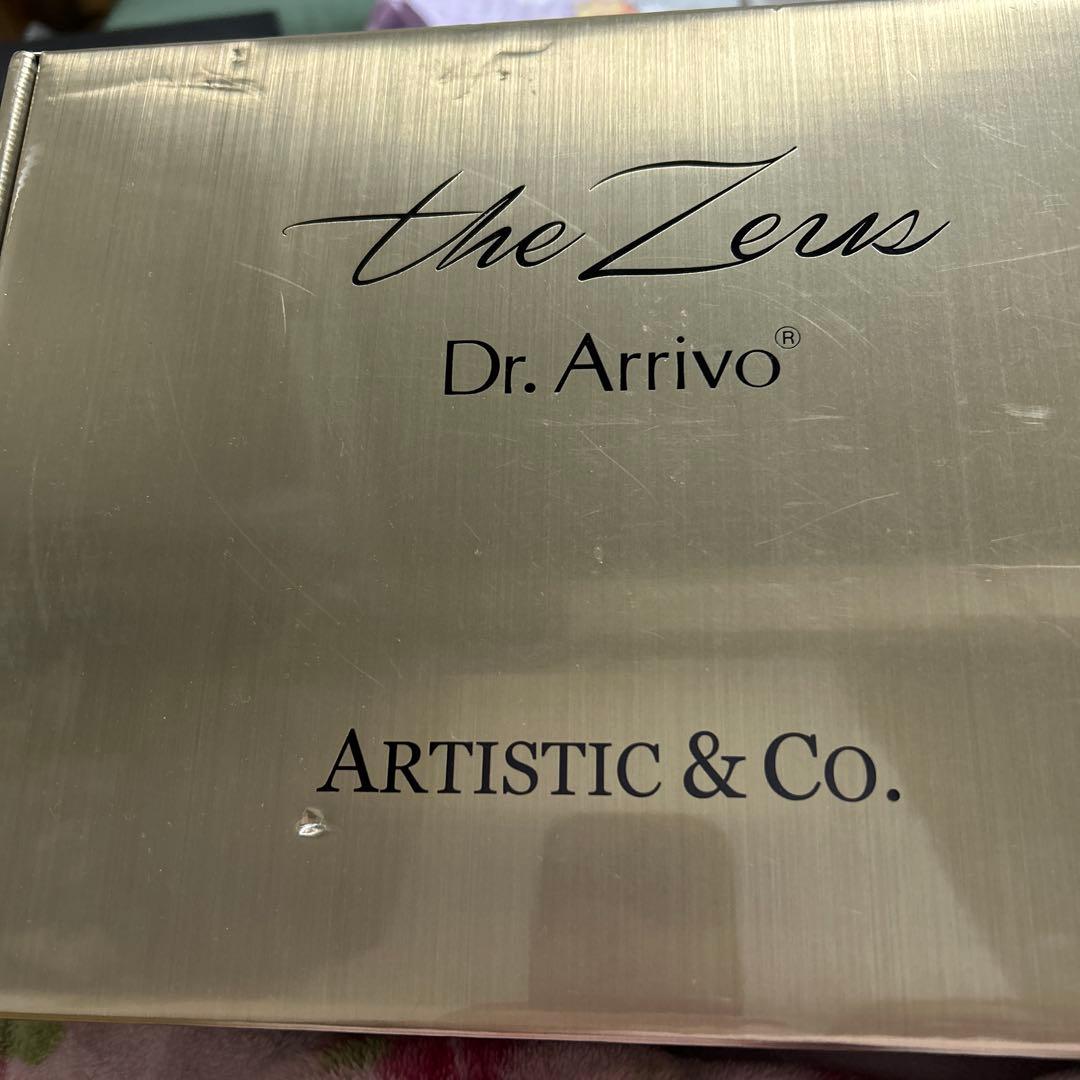 the Zeus
Dr. Arrivo®
ARTISTIC & CO.